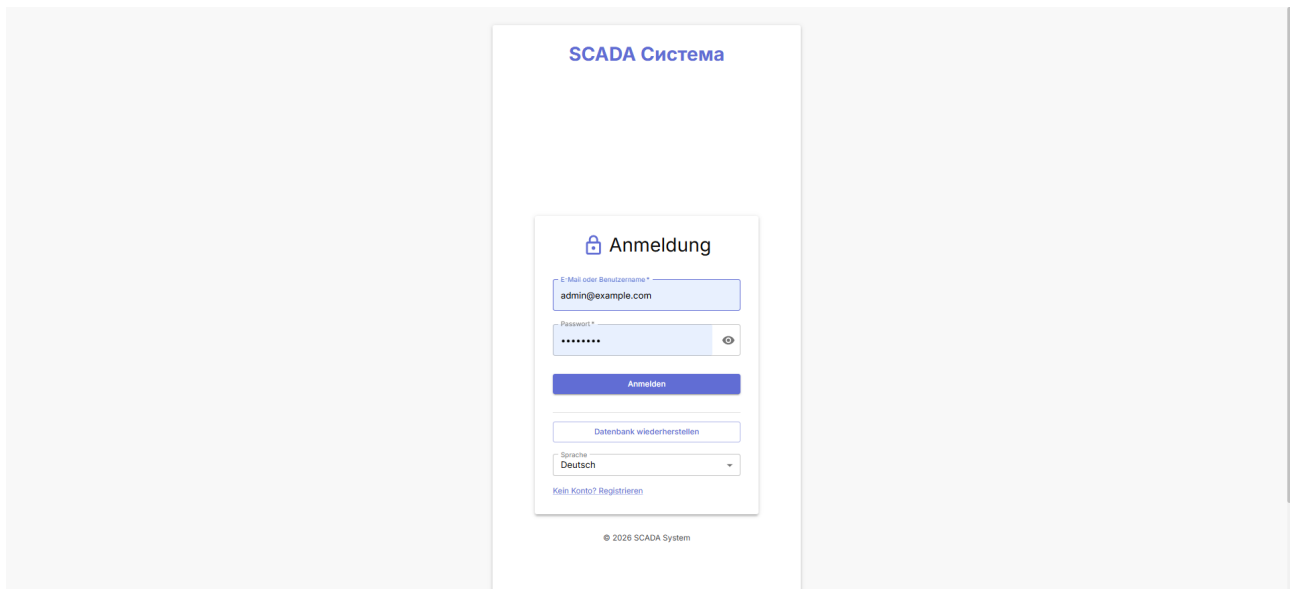 SCADA Система
Anmeldung
E-Mail oder Benutzername *
admin@example.com
Passwort *
••••••••
Anmelden
Datenbank wiederherstellen
Sprache
Deutsch
Kein Konto? Registrieren
© 2026 SCADA System